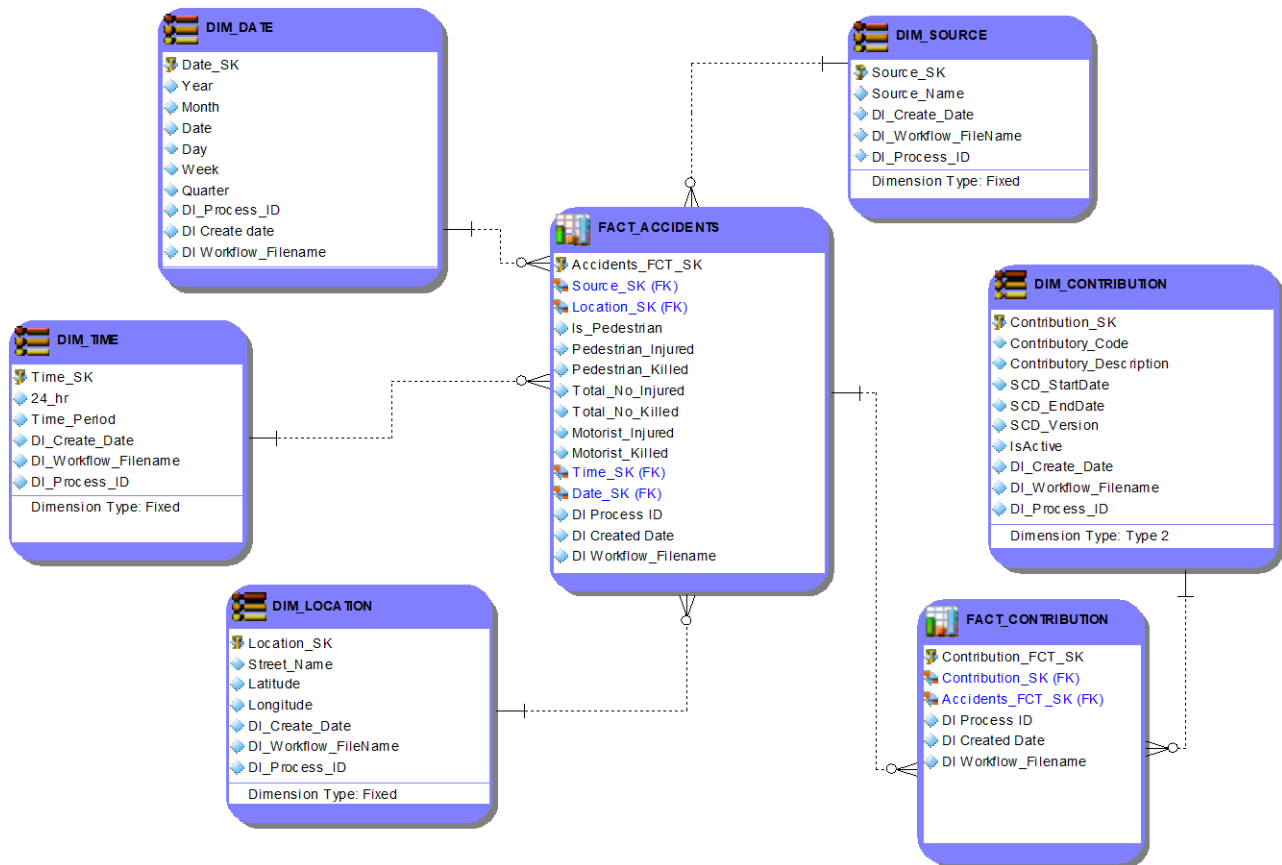 DIM_DATE
Date_SK
Year
Month
Date
Day
Week
Quarter
DI_Process_ID
DI Create date
DI Workflow_Filename
DIM_SOURCE
Source_SK
Source_Name
DI_Create_Date
DI_Workflow_FileName
DI_Process_ID
Dimension Type: Fixed
FACT_ACCIDENTS
Accidents_FCT_SK
Source_SK (FK)
Location_SK (FK)
Is_Pedestrian
Pedestrian_Injured
Pedestrian_Killed
Total_No_Injured
Total_No_Killed
Motorist_Injured
Motorist_Killed
Time_SK (FK)
Date_SK (FK)
DI Process ID
DI Created Date
DI Workflow_Filename
DIM_CONTRIBUTION
Contribution_SK
Contributory_Code
Contributory_Description
SCD_StartDate
SCD_EndDate
SCD_Version
IsActive
DI_Create_Date
DI_Workflow_Filename
DI_Process_ID
Dimension Type: Type 2
DIM_TIME
Time_SK
24_hr
Time_Period
DI_Create_Date
DI_Workflow_Filename
DI_Process_ID
Dimension Type: Fixed
DIM_LOCATION
Location_SK
Street_Name
Latitude
Longitude
DI_Create_Date
DI_Workflow_FileName
DI_Process_ID
Dimension Type: Fixed
FACT_CONTRIBUTION
Contribution_FCT_SK
Contribution_SK (FK)
Accidents_FCT_SK (FK)
DI Process ID
DI Created Date
DI Workflow_Filename